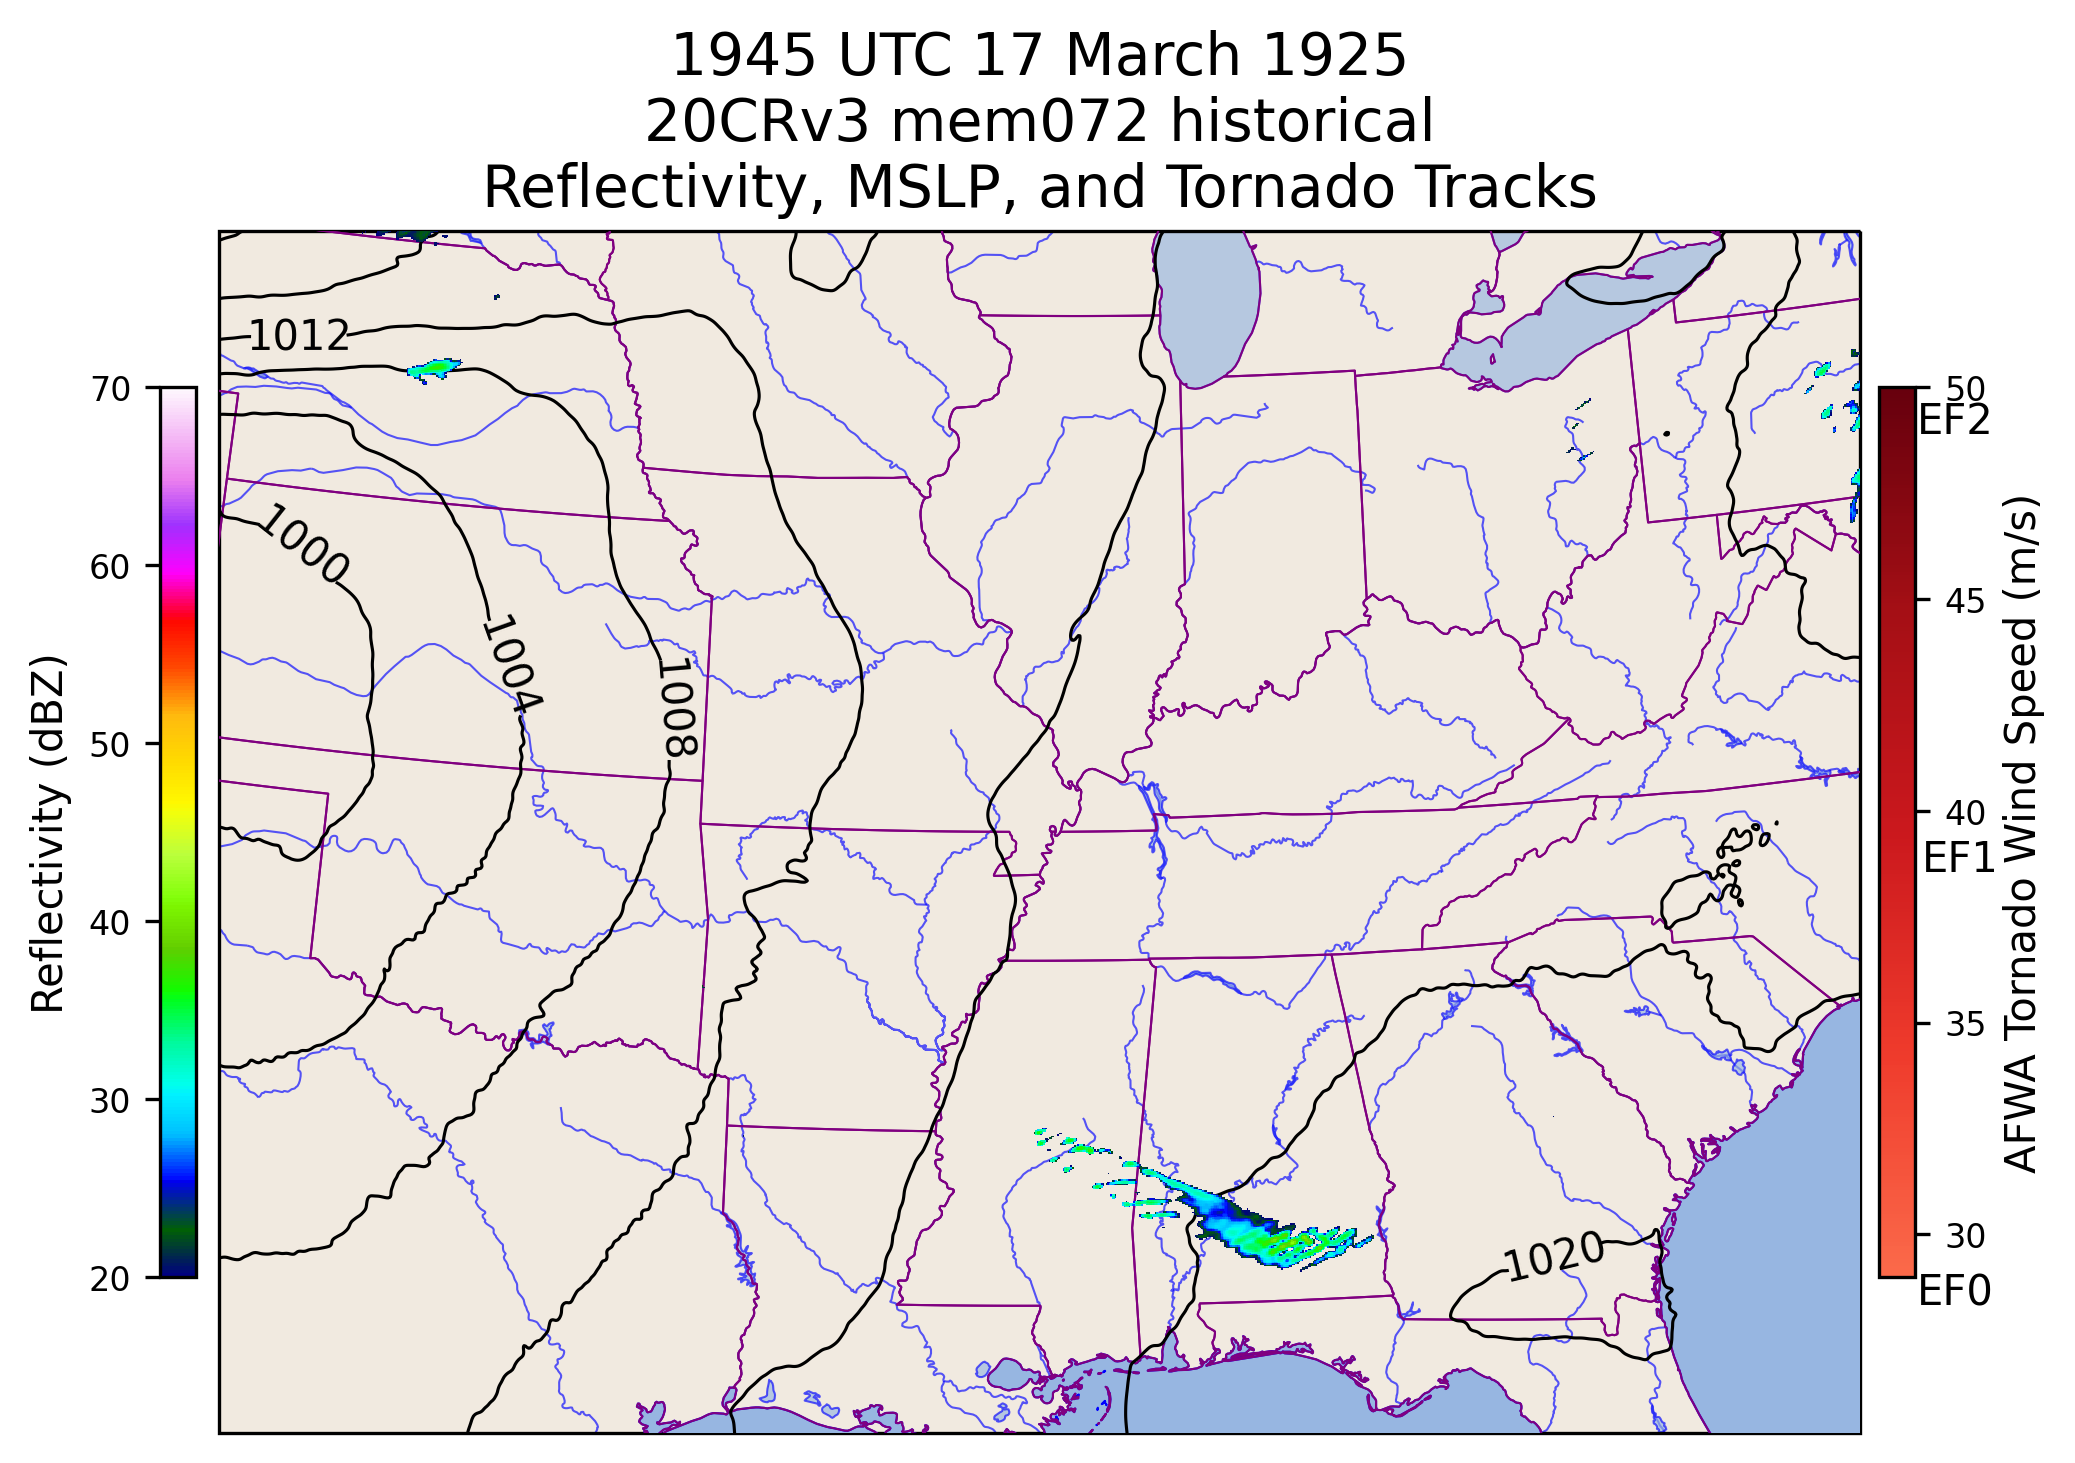 1945 UTC 17 March 1925
20CRv3 mem072 historical
Reflectivity, MSLP, and Tornado Tracks
1012
1000
1004
1008
1020
70
60
50
40
30
20
Reflectivity (dBZ)
50
EF2
45
40
EF1
35
30
EF0
AFWA Tornado Wind Speed (m/s)